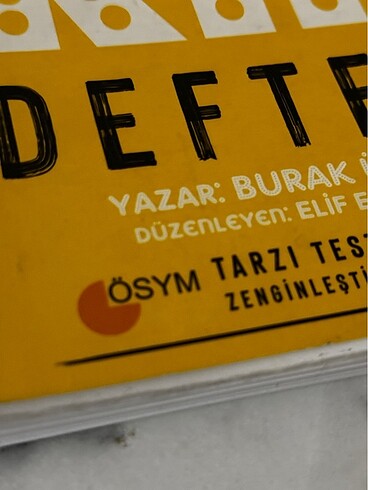 DEFTE
YAZAR: BURAK İ
DÜZENLEYEN: ELİF E
ÖSYM TARZI TEST
ZENGİNLEŞTİ